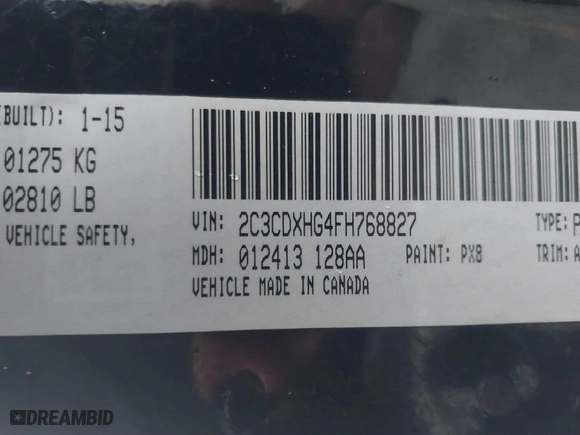 (BUILT): 1-15
01275 KG
02810 LB
VEHICLE SAFETY,
VIN: 2C3CDXHG4FH768827 TYPE: P
MDH: 012413 128AA PAINT: PX8 TRIM: A
VEHICLE MADE IN CANADA
DREAMBID